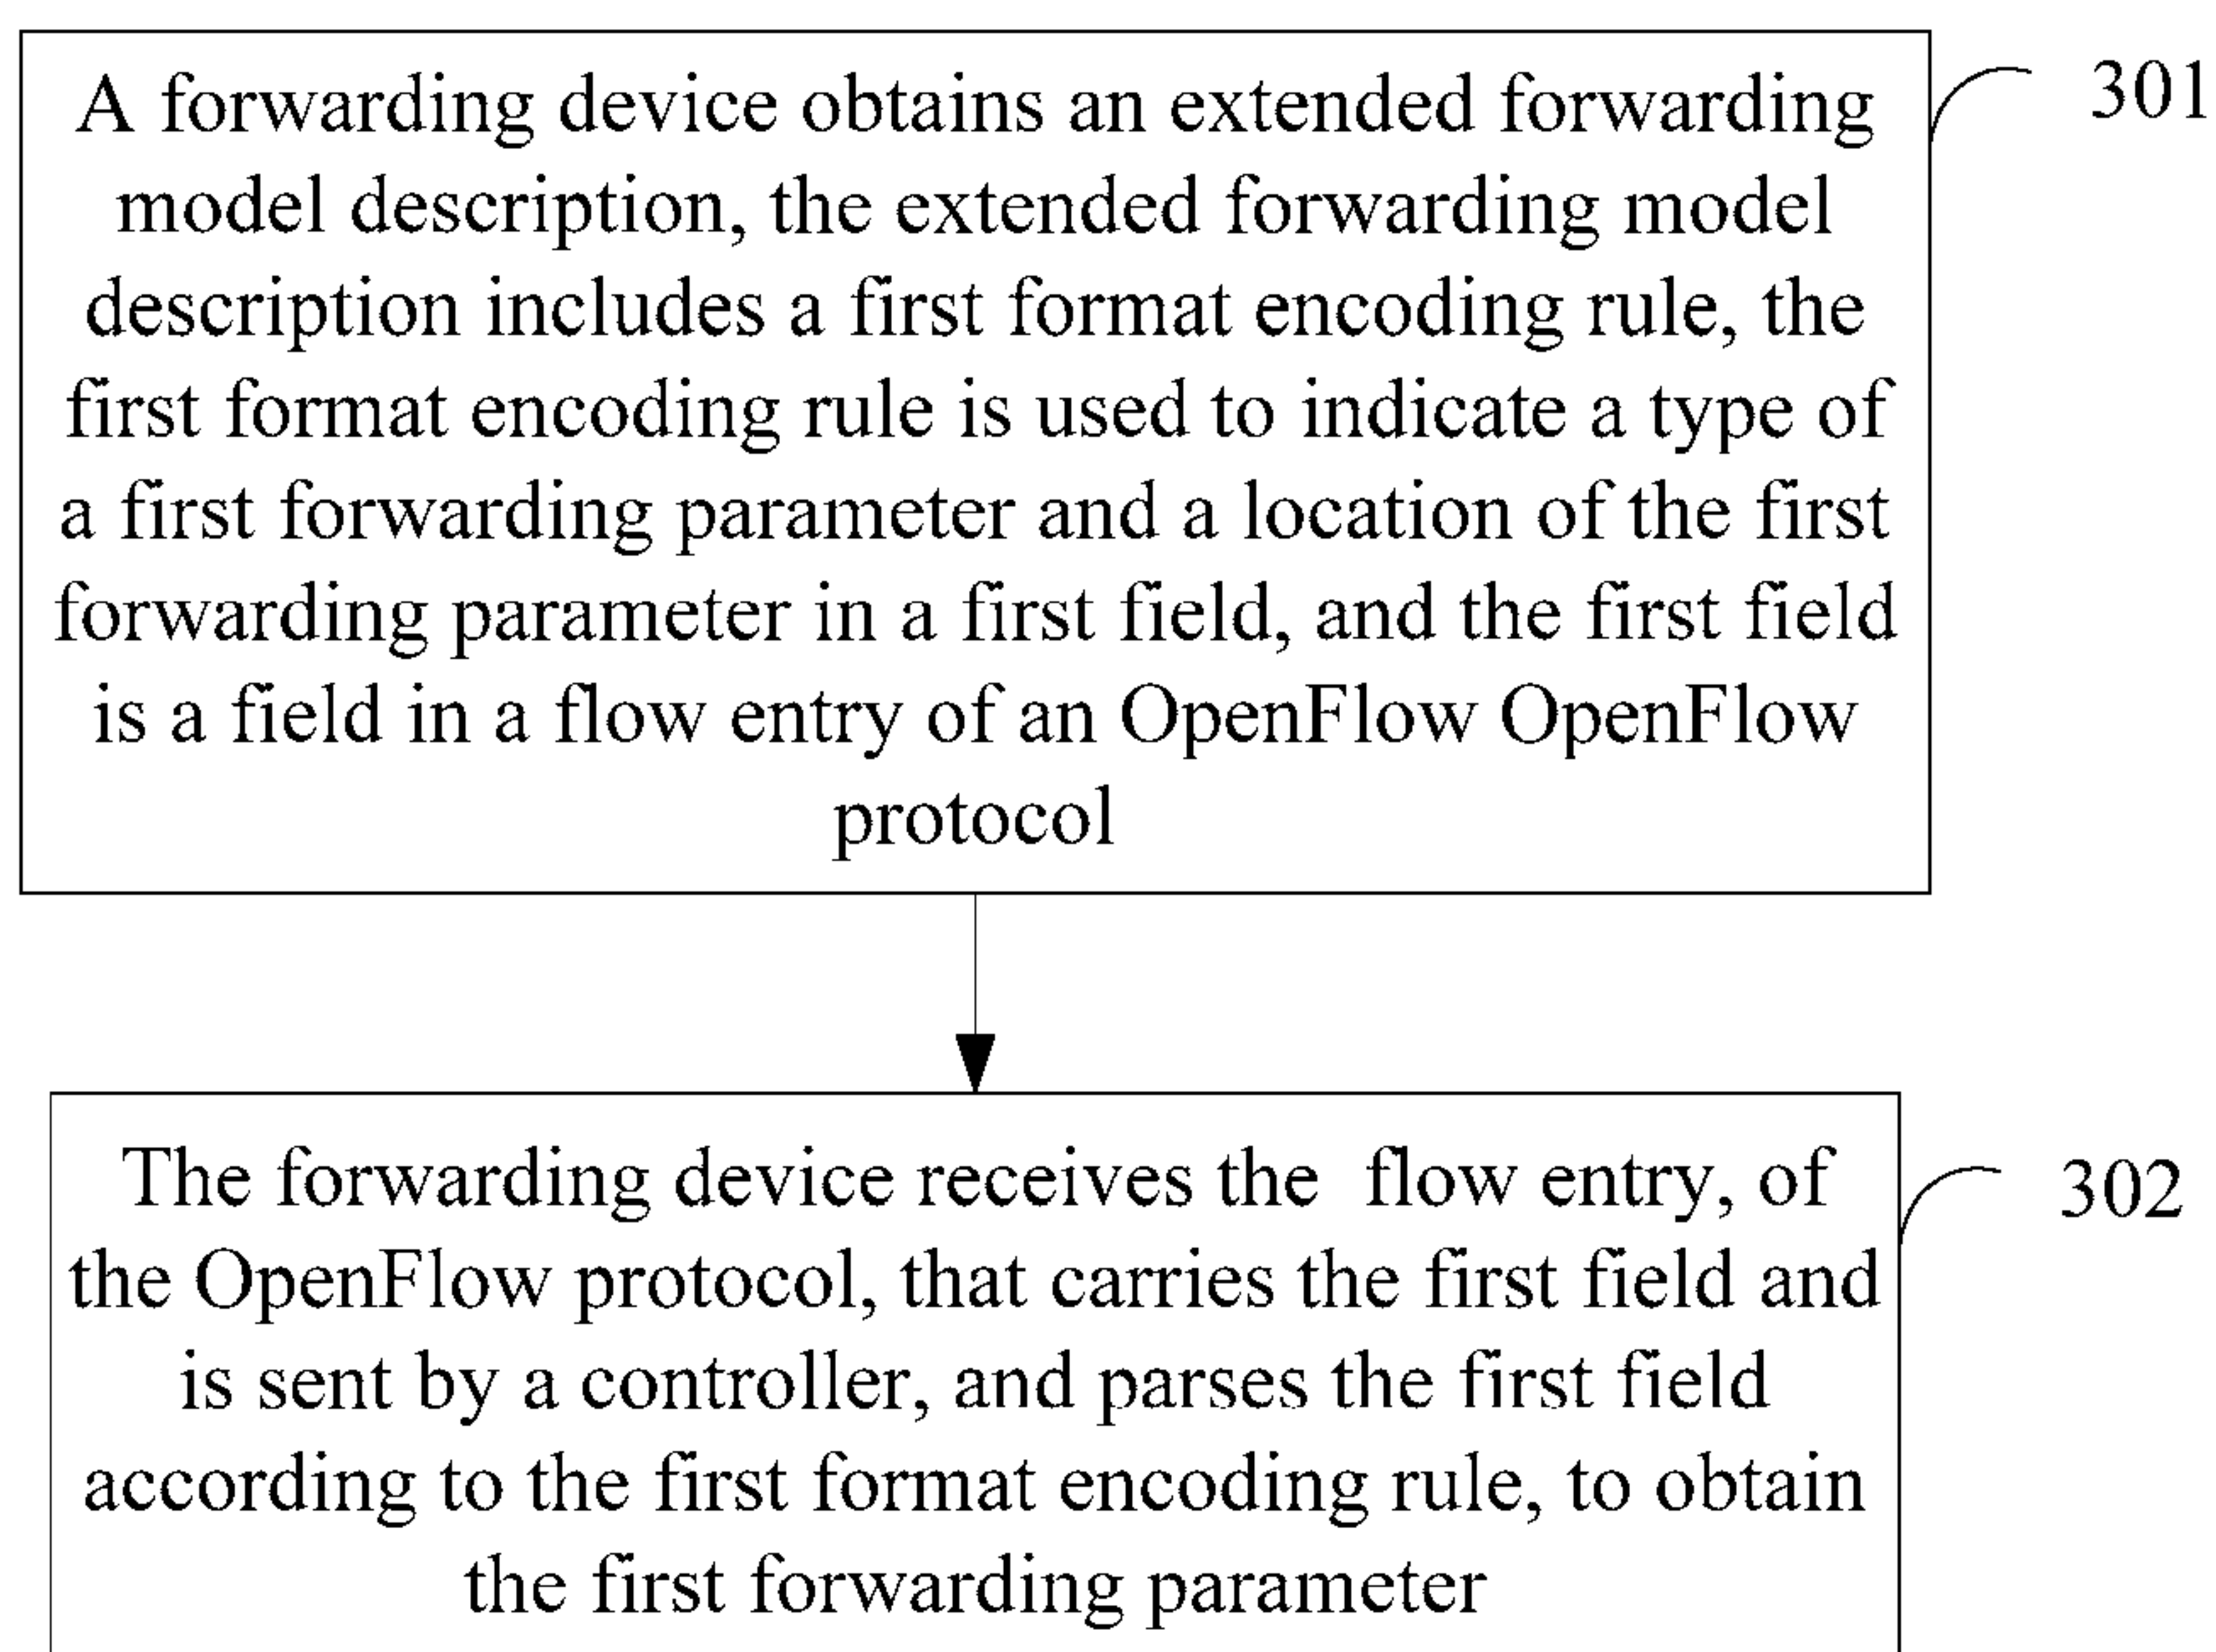 A forwarding device obtains an extended forwarding
model description, the extended forwarding model
description includes a first format encoding rule, the
first format encoding rule is used to indicate a type of
a first forwarding parameter and a location of the first
forwarding parameter in a first field, and the first field
is a field in a flow entry of an OpenFlow OpenFlow
protocol
301
The forwarding device receives the flow entry, of
the OpenFlow protocol, that carries the first field and
is sent by a controller, and parses the first field
according to the first format encoding rule, to obtain
the first forwarding parameter
302